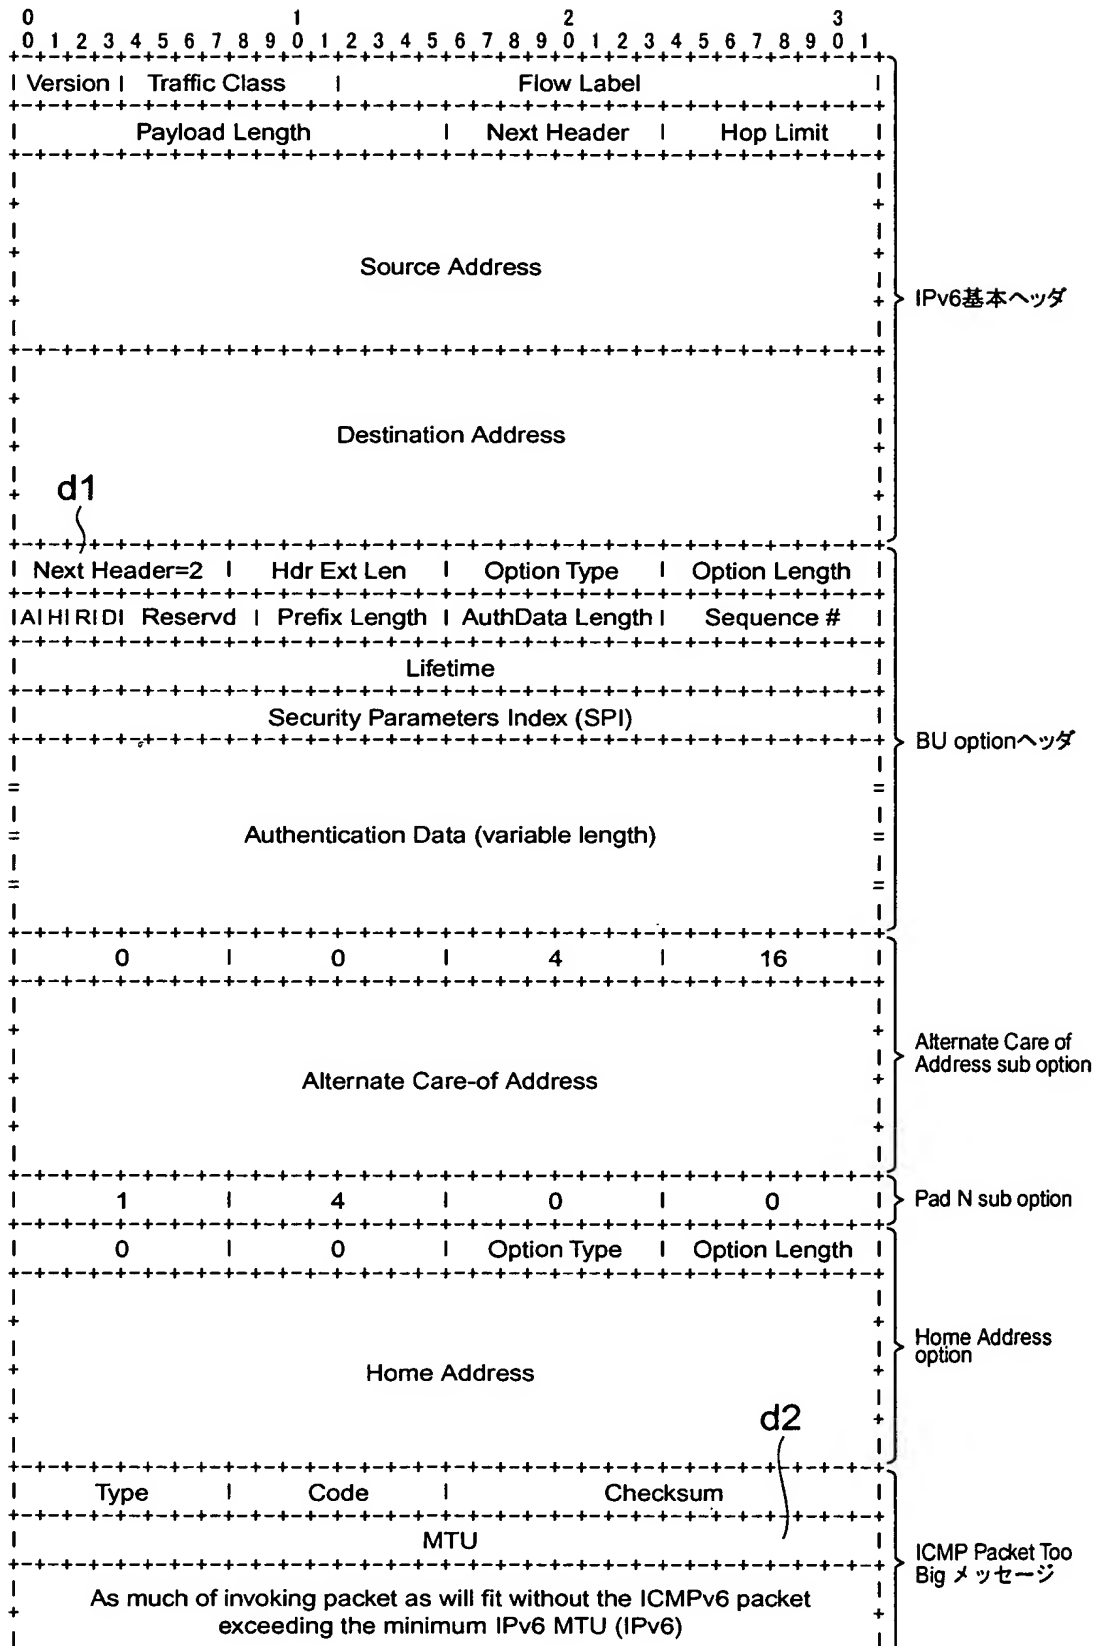 0 1 2 3
0 1 2 3 4 5 6 7 8 9 0 1 2 3 4 5 6 7 8 9 0 1 2 3 4 5 6 7 8 9 0 1
Version | Traffic Class | Flow Label
Payload Length | Next Header | Hop Limit
Source Address
IPv6基本ヘッダ
Destination Address
d1
Next Header=2 | Hdr Ext Len | Option Type | Option Length
|A|H|R|D| Reservd | Prefix Length | AuthData Length | Sequence #
Lifetime
Security Parameters Index (SPI)
BU optionヘッダ
Authentication Data (variable length)
0 | 0 | 4 | 16
Alternate Care of
Address sub option
Alternate Care-of Address
1 | 4 | 0 | 0
Pad N sub option
0 | 0 | Option Type | Option Length
Home Address
option
Home Address
d2
Type | Code | Checksum
MTU
ICMP Packet Too
Big メッセージ
As much of invoking packet as will fit without the ICMPv6 packet
exceeding the minimum IPv6 MTU (IPv6)